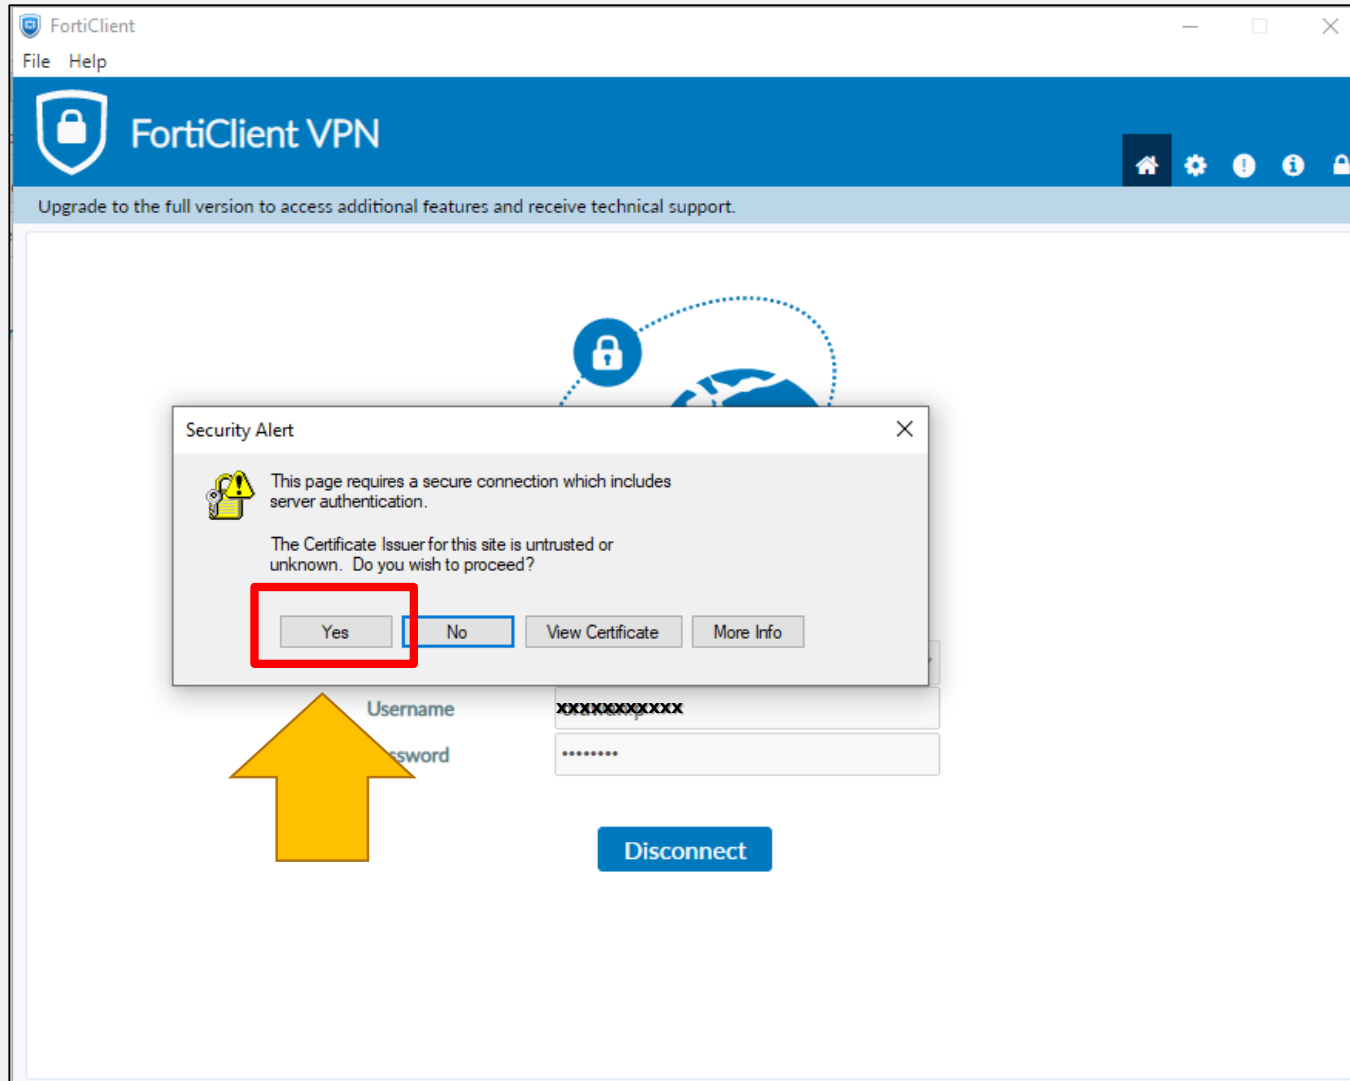 FortiClient
File Help
FortiClient VPN
Upgrade to the full version to access additional features and receive technical support.
Security Alert
This page requires a secure connection which includes
server authentication.
The Certificate Issuer for this site is untrusted or
unknown. Do you wish to proceed?
Yes No View Certificate More Info
Username xxxxxxxxxxx
ssword ••••••••
Disconnect